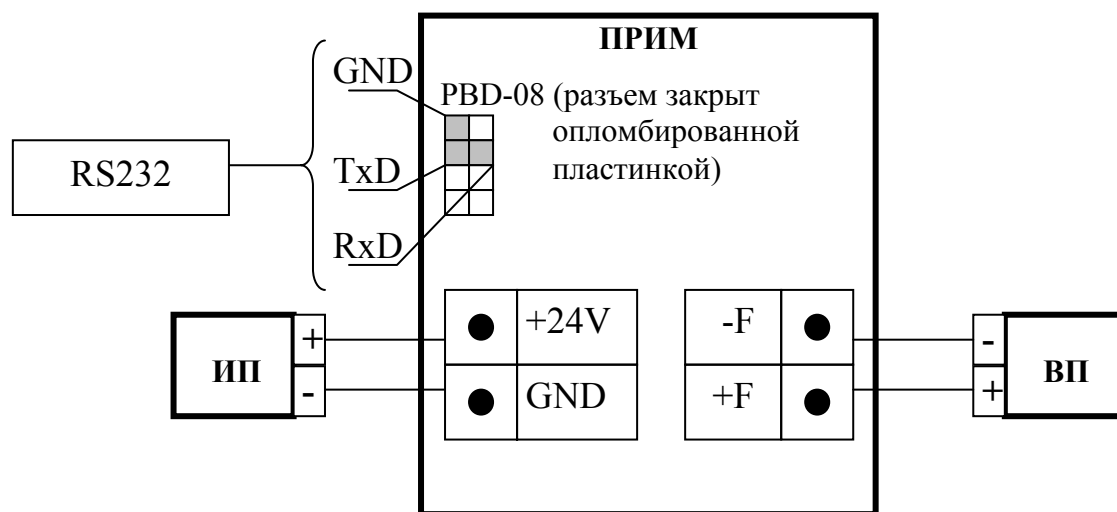 ПРИМ
GND
PBD-08 (разъем закрыт
опломбированной
пластинкой)
RS232
TxD
RxD
+24V
-F
+
-
ИП
ВП
-
GND
+F
+